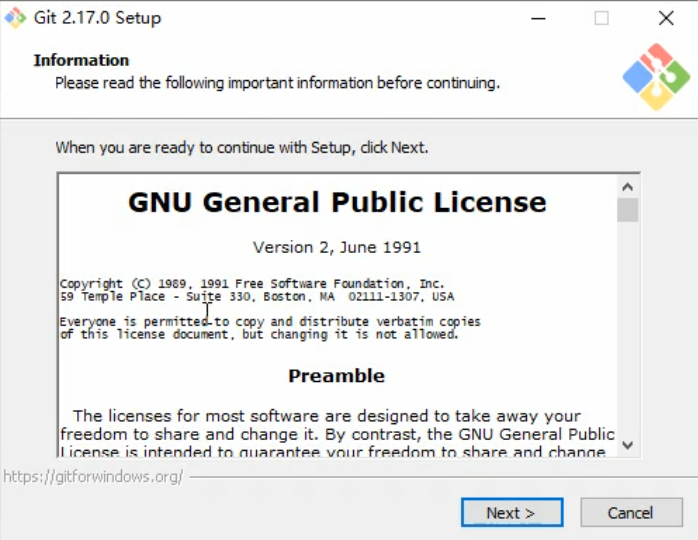 Git 2.17.0 Setup
Information
Please read the following important information before continuing.
When you are ready to continue with Setup, click Next.
GNU General Public License
Version 2, June 1991
Copyright (C) 1989, 1991 Free Software Foundation, Inc.
59 Temple Place - Suite 330, Boston, MA  02111-1307, USA
Everyone is permitted to copy and distribute verbatim copies
of this license document, but changing it is not allowed.
Preamble
The licenses for most software are designed to take away your
freedom to share and change it. By contrast, the GNU General Public
License is intended to guarantee your freedom to share and change
https://gitforwindows.org/
Next >
Cancel